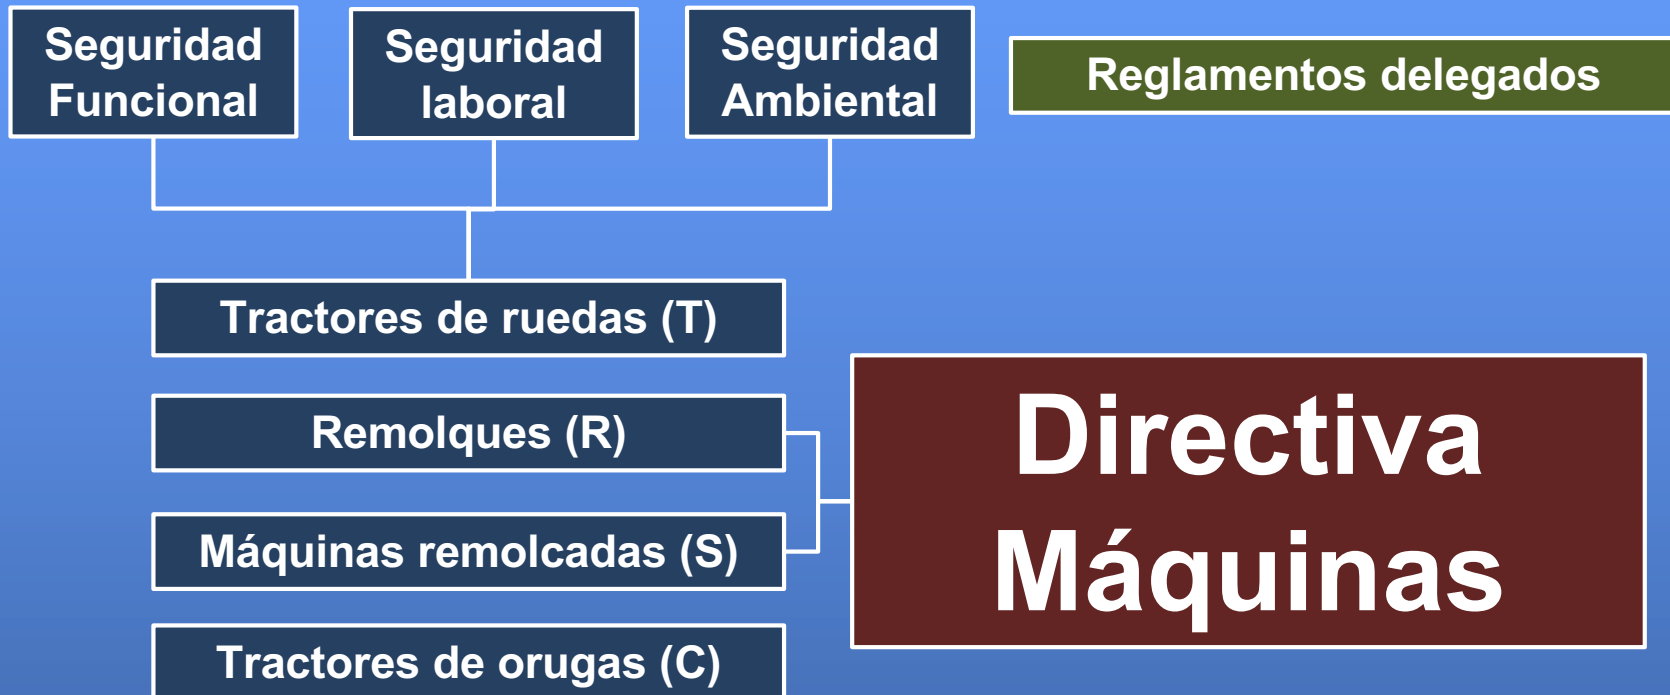 Seguridad
Funcional
Seguridad
laboral
Seguridad
Ambiental
Reglamentos delegados
Tractores de ruedas (T)
Remolques (R)
Máquinas remolcadas (S)
Tractores de orugas (C)
Directiva
Máquinas